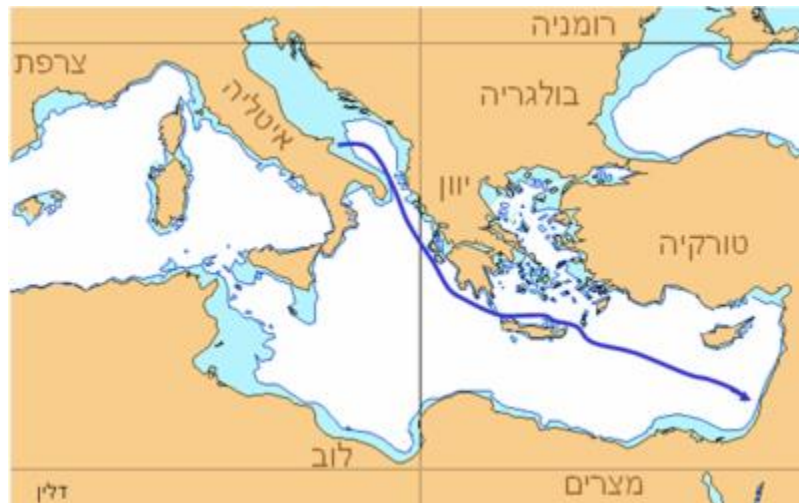 רומניה
צרפת
בולגריה
איטליה
יוון
טורקיה
לוב
מצרים
דלין